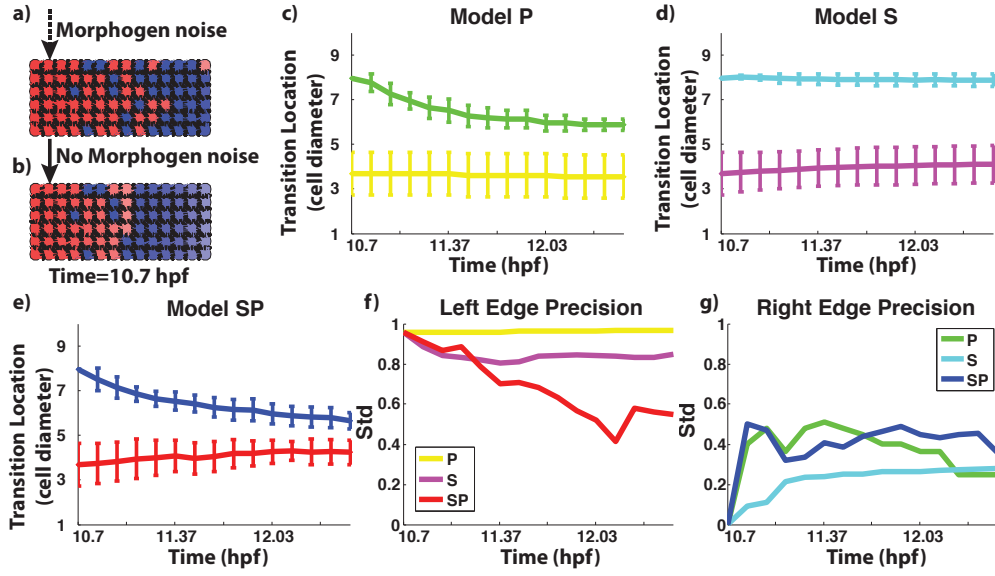 a)
Morphogen noise
No Morphogen noise
b)
Time=10.7 hpf
c)
Model P
Transition Location
(cell diameter)
9
7
5
3
1
10.7
11.37
12.03
Time (hpf)
d)
Model S
Transition Location
(cell diameter)
9
7
5
3
1
10.7
11.37
12.03
Time (hpf)
e)
Model SP
Transition Location
(cell diameter)
9
7
5
3
1
10.7
11.37
12.03
Time (hpf)
f)
Left Edge Precision
Std
1
0.8
0.6
0.4
0.2
0
P
S
SP
10.7
11.37
12.03
Time (hpf)
g)
Right Edge Precision
Std
1
0.8
0.6
0.4
0.2
0
P
S
SP
10.7
11.37
12.03
Time (hpf)